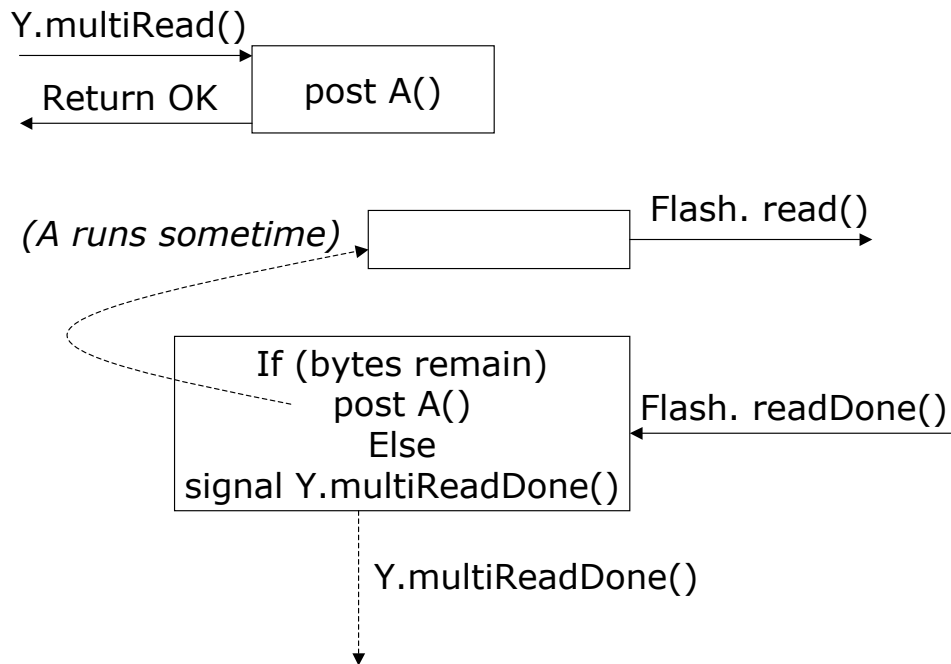 Y.multiRead()
post A()
Return OK
Flash. read()
(A runs sometime)
If (bytes remain)
post A()
Else
signal Y.multiReadDone()
Flash. readDone()
Y.multiReadDone()